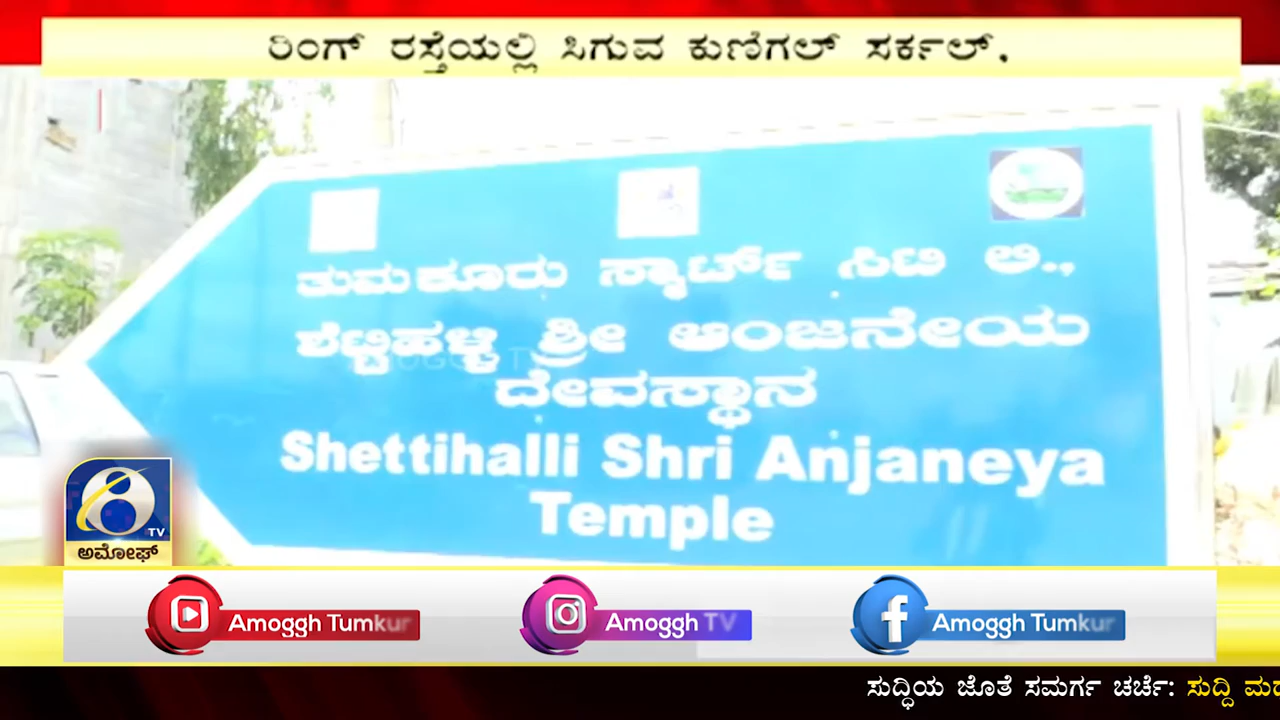 ರಿಂಗ್ ರಸ್ತೆಯಲ್ಲಿ ಸಿಗುವ ಕುಣಿಗಲ್ ಸರ್ಕಲ್.
ತುಮಕೂರು ಸ್ಮಾರ್ಟ್ ಸಿಟಿ ಲಿ.,
ಶೆಟ್ಟಿಹಳ್ಳಿ ಶ್ರೀ ಆಂಜನೇಯ
ದೇವಸ್ಥಾನ
Shettihalli Shri Anjaneya
Temple
TV
ಅಮೋಘ್
Amoggh Tumkur
Amoggh TV
Amoggh Tumkur
ಸುದ್ಧಿಯ ಜೊತೆ ಸಮರ್ಗ ಚರ್ಚೆ: ಸುದ್ದಿ